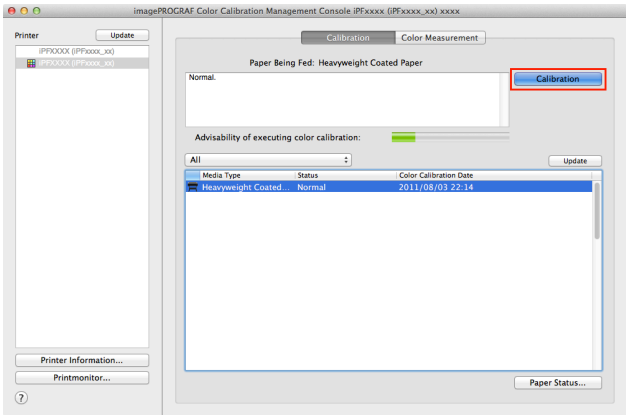 imagePROGRAF Color Calibration Management Console iPFxxxx (iPFxxxx_xx) xxxx
Printer
Update
iPFXXXX (iPFxxxx_xx)
iPFXXXX (iPFxxxx_xx)
Printer Information...
Printmonitor...
?
Calibration
Color Measurement
Paper Being Fed: Heavyweight Coated Paper
Normal.
Calibration
Advisability of executing color calibration:
All
Update
Media Type Status Color Calibration Date
Heavyweight Coated... Normal 2011/08/03 22:14
Paper Status...